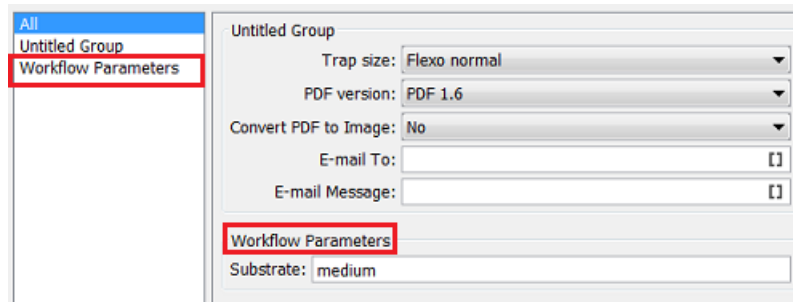 All
Untitled Group
Workflow Parameters
Untitled Group
Trap size: Flexo normal
PDF version: PDF 1.6
Convert PDF to Image: No
E-mail To: []
E-mail Message: []
Workflow Parameters
Substrate: medium